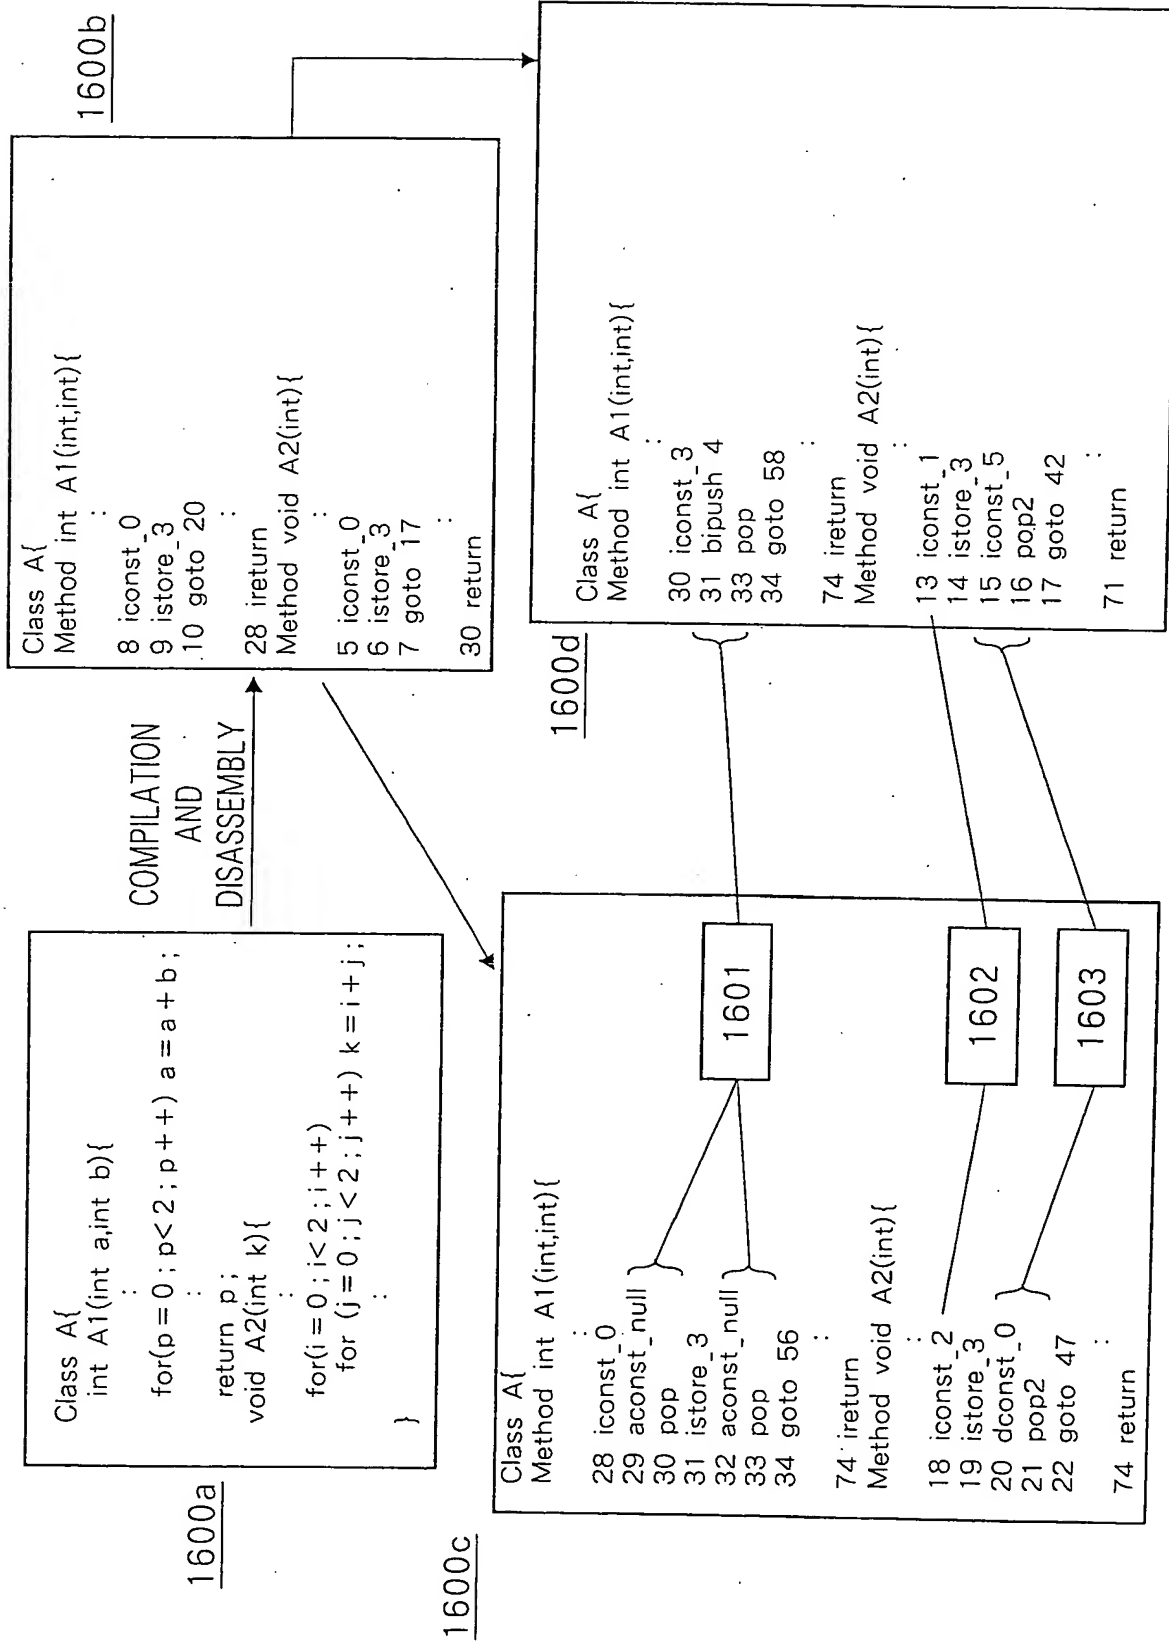 1600a
Class A{
int A1(int a,int b){
:
for(p=0;p<2;p++) a=a+b;
:
return p;
void A2(int k){
:
for(i=0;i<2;i++)
for (j=0;j<2;j++) k=i+j;
:
}
COMPILATION
AND
DISASSEMBLY
1600b
Class A{
Method int A1(int,int){
:
8 iconst_0
9 istore_3
10 goto 20
:
28 ireturn
Method void A2(int){
:
5 iconst_0
6 istore_3
7 goto 17
:
30 return
1600c
Class A{
Method int A1(int,int){
:
28 iconst_0
29 aconst_null
30 pop
31 istore_3
32 aconst_null
33 pop
34 goto 56
:
74 ireturn
Method void A2(int){
:
18 iconst_2
19 istore_3
20 dconst_0
21 pop2
22 goto 47
:
74 return
1601
1602
1603
1600d
Class A{
Method int A1(int,int){
:
30 iconst_3
31 bipush 4
33 pop
34 goto 58
:
74 ireturn
Method void A2(int){
:
13 iconst_1
14 istore_3
15 iconst_5
16 pop2
17 goto 42
:
71 return